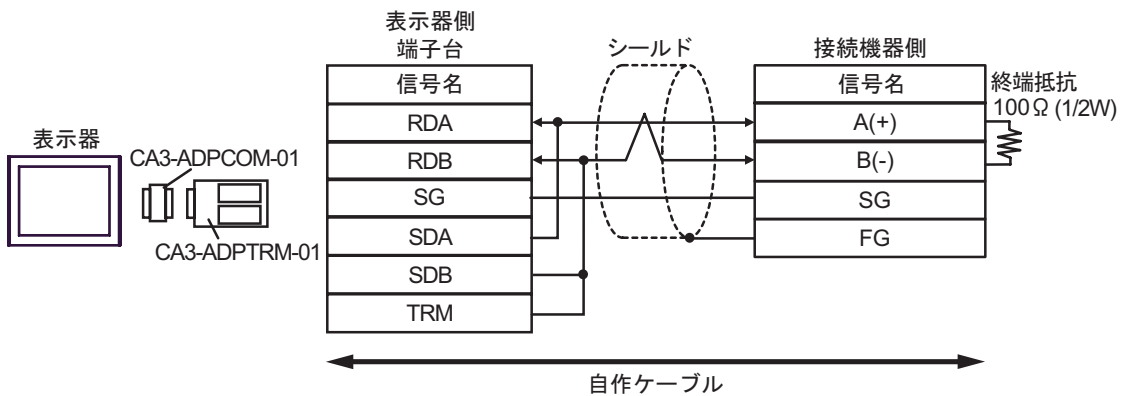 表示器
CA3-ADPCOM-01
CA3-ADPTRM-01
表示器側
端子台
信号名
RDA
RDB
SG
SDA
SDB
TRM
シールド
接続機器側
信号名
A(+)
B(-)
SG
FG
終端抵抗
100Ω (1/2W)
自作ケーブル